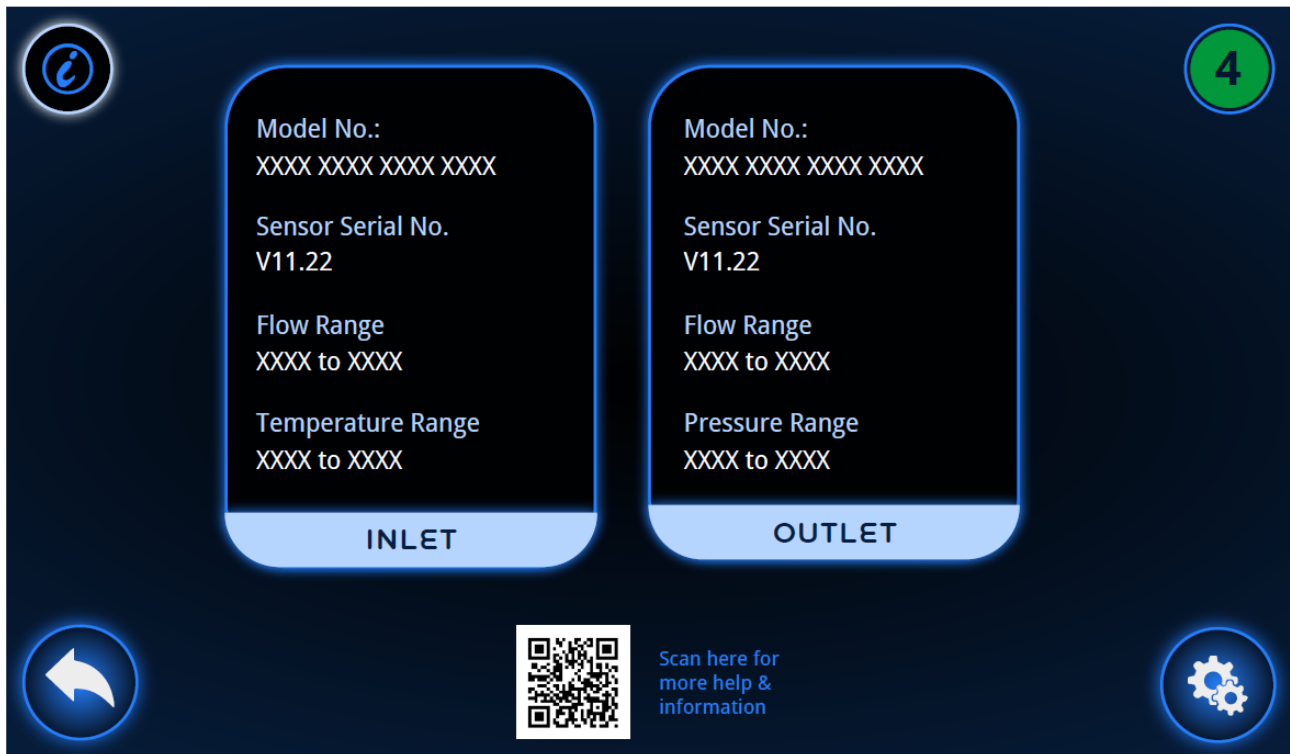 i
4
Model No.:
XXXX XXXX XXXX XXXX
Sensor Serial No.
V11.22
Flow Range
XXXX to XXXX
Temperature Range
XXXX to XXXX
INLET
Model No.:
XXXX XXXX XXXX XXXX
Sensor Serial No.
V11.22
Flow Range
XXXX to XXXX
Pressure Range
XXXX to XXXX
OUTLET
Scan here for
more help &
information